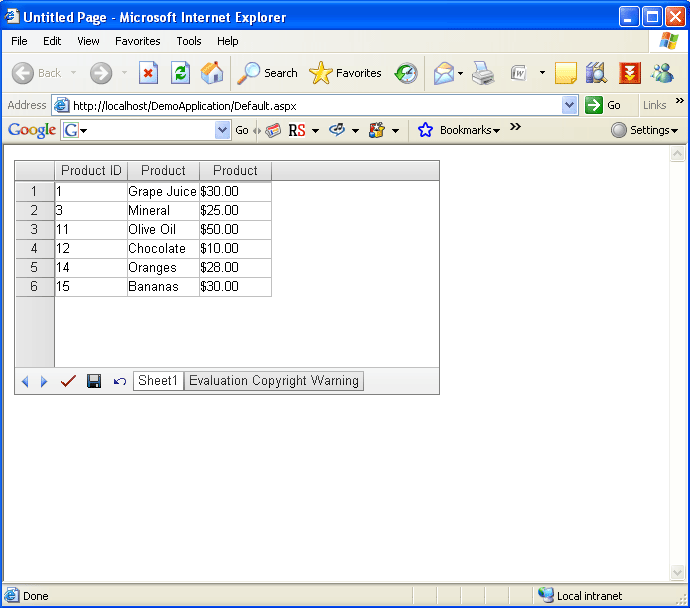 Untitled Page - Microsoft Internet Explorer
File Edit View Favorites Tools Help
Back Search Favorites W
Address http://localhost/DemoApplication/Default.aspx Go Links »
Google G Go RS Bookmarks » Settings
Product ID Product Product
1 1 Grape Juice $30.00
2 3 Mineral $25.00
3 11 Olive Oil $50.00
4 12 Chocolate $10.00
5 14 Oranges $28.00
6 15 Bananas $30.00
Sheet1 Evaluation Copyright Warning
Done Local intranet